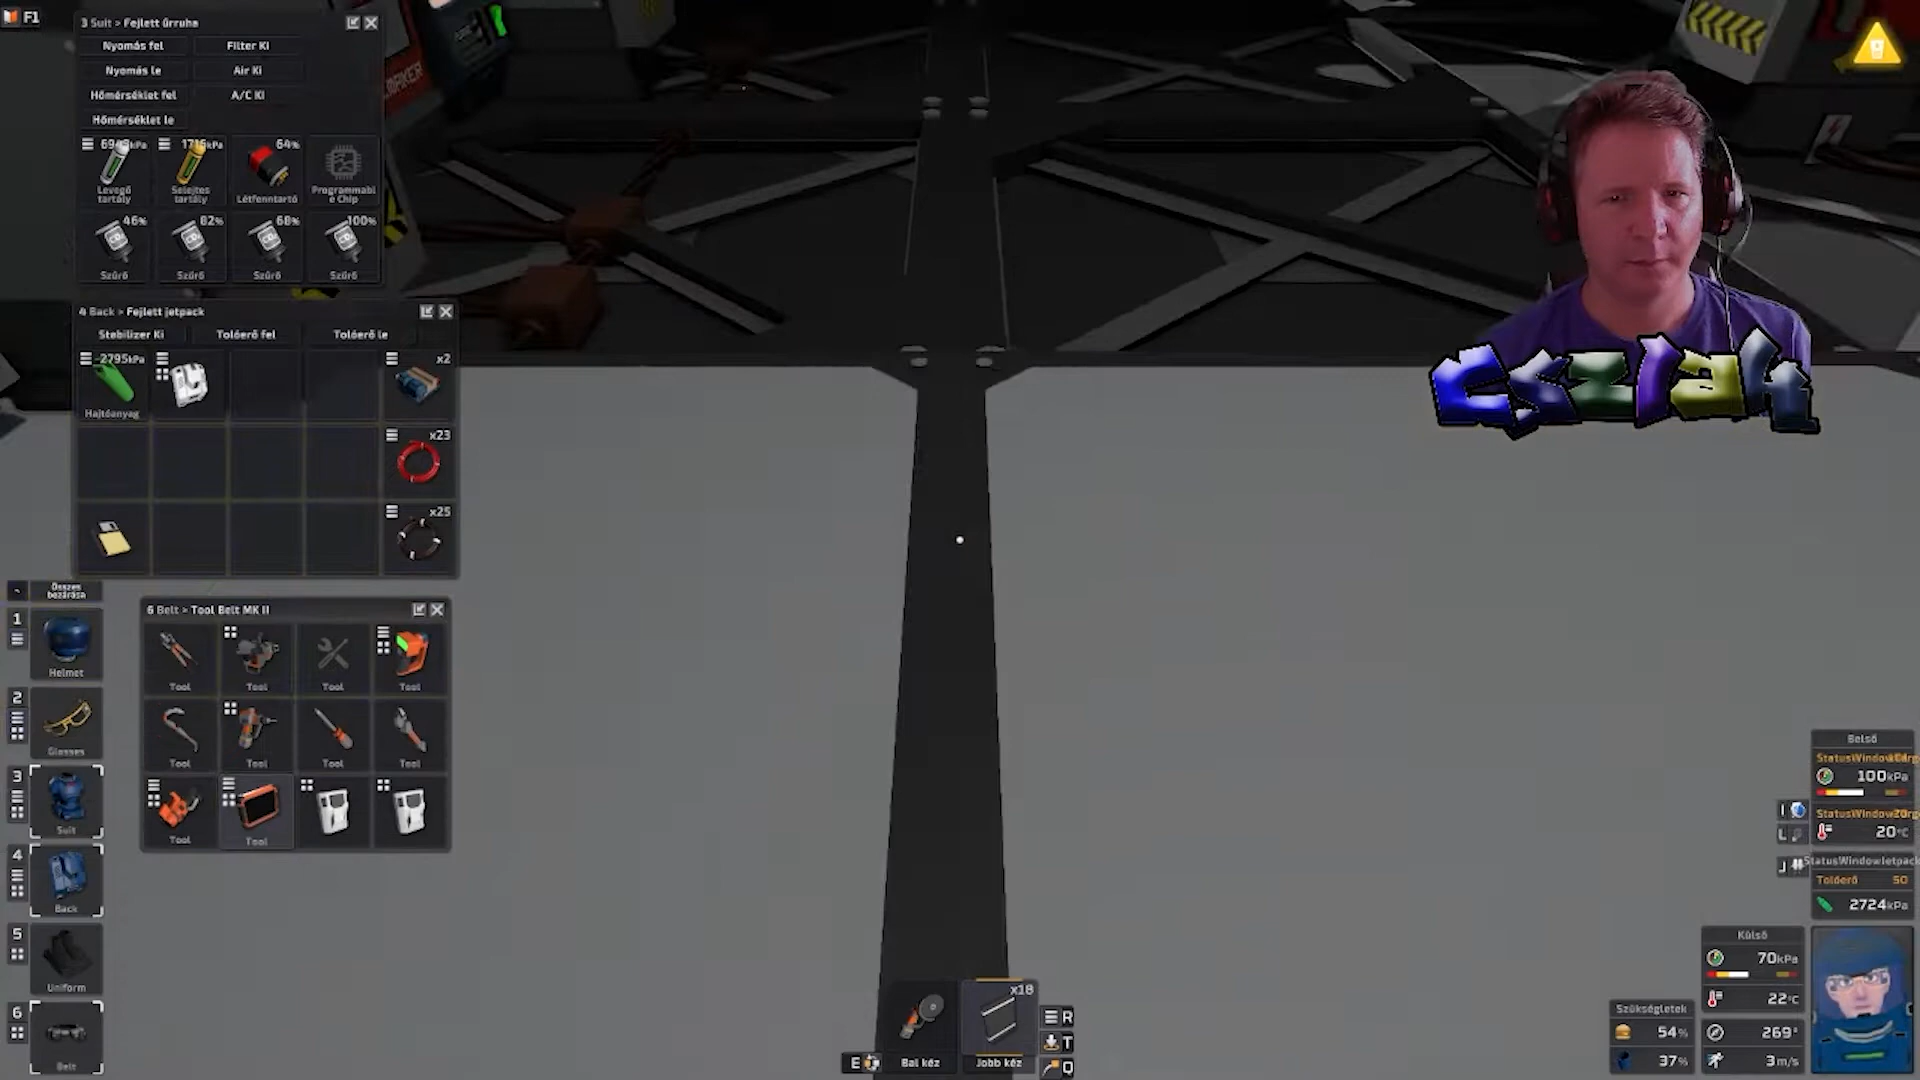 F1
3 Suit > Fejlett űrruha
Nyomás fel
Filter Ki
Nyomás le
Air Ki
Hőmérséklet fel
A/C Ki
Hőmérséklet le
1716kPa
64%
Levegő tartály
Selejtes tartály
Létfenntartó
Programmabl
e Chip
46%
82%
68%
100%
Szűrő
Szűrő
Szűrő
Szűrő
4 Back > Fejlett jetpack
Stabilizer Ki
Tolóerő fel
Tolóerő le
2795kPa
x2
Hajtóanyag
x23
x25
Összes
bezárása
6 Belt > Tool Belt MK II
Tool
Tool
Tool
Tool
Tool
Tool
Tool
Tool
Tool
Tool
1
Helmet
2
Glasses
3
Suit
4
Back
5
Uniform
6
Belt
MAKER
Cszlak
x18
E
Bal kéz
Jobb kéz
R
T
Q
Belső
100kPa
I
L
20°C
J
StatusWindowJetpack
Tolóerő 50
2724kPa
Külső
70kPa
22°C
Szükségletek
54%
269°
37%
3m/s